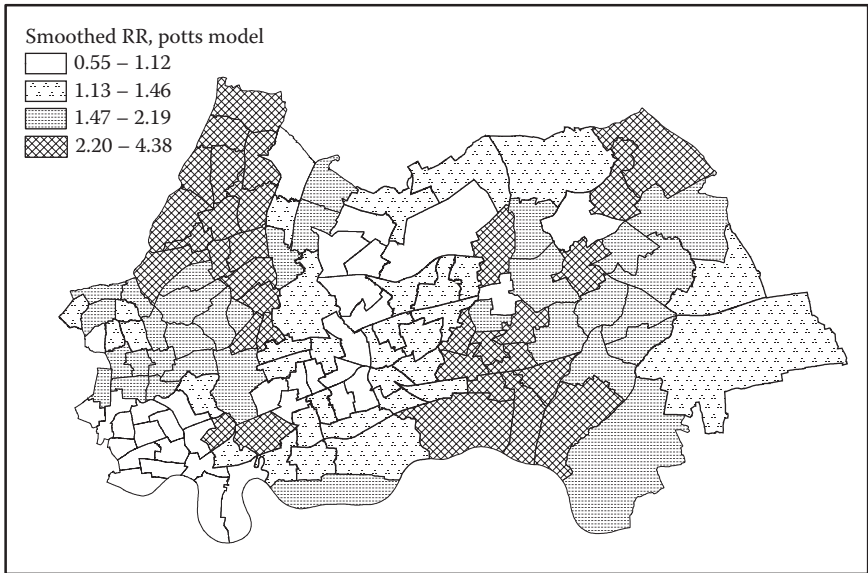 Smoothed RR, potts model
0.55 – 1.12
1.13 – 1.46
1.47 – 2.19
2.20 – 4.38